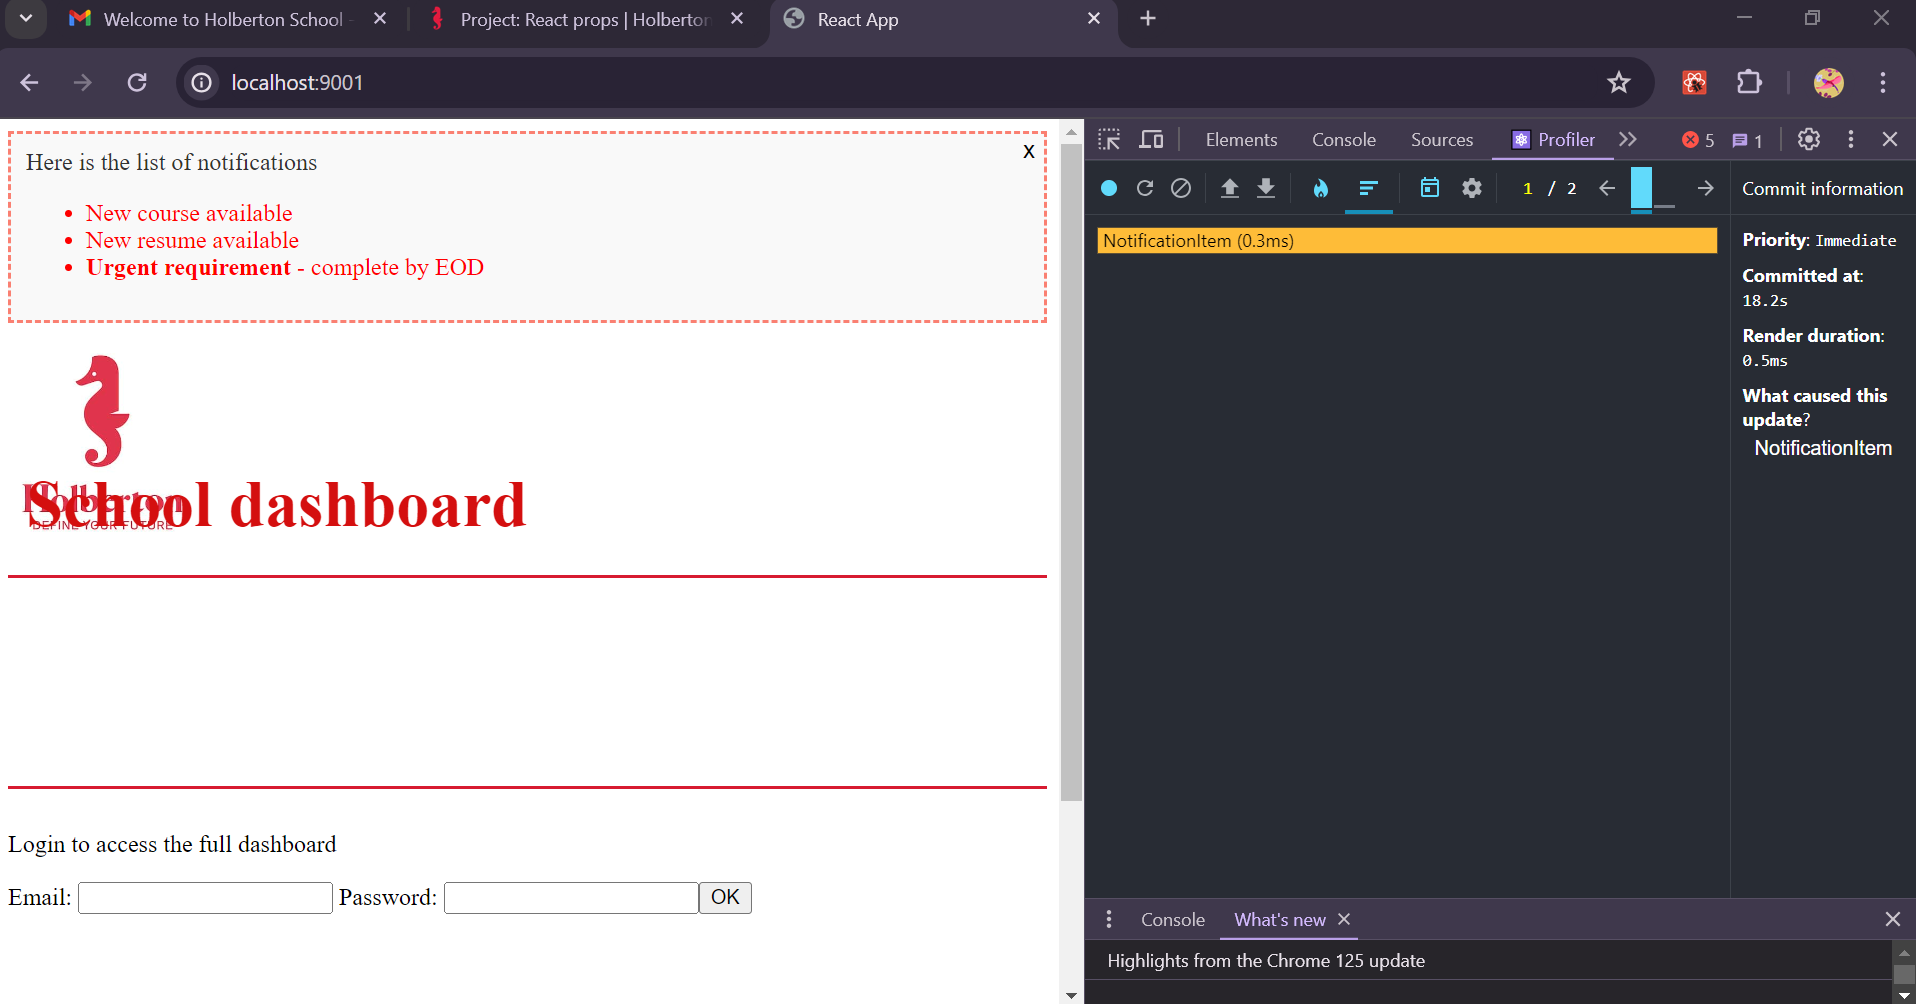 Welcome to Holberton School -
Project: React props | Holberton
React App
localhost:9001
Here is the list of notifications
X
New course available
New resume available
Urgent requirement - complete by EOD
Holberton
DEFINE YOUR FUTURE
School dashboard
Login to access the full dashboard
Email: Password: OK
Elements Console Sources Profiler 5 1
1 / 2
Commit information
NotificationItem (0.3ms)
Priority: Immediate
Committed at:
18.2s
Render duration:
0.5ms
What caused this
update?
NotificationItem
Console What's new
Highlights from the Chrome 125 update